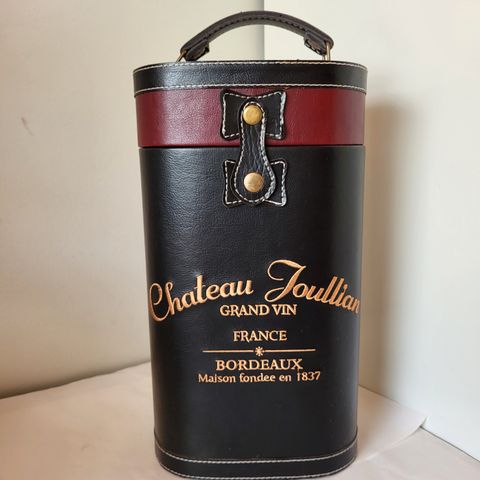 Chateau Joullian
GRAND VIN
FRANCE
BORDEAUX
Maison fondee en 1837